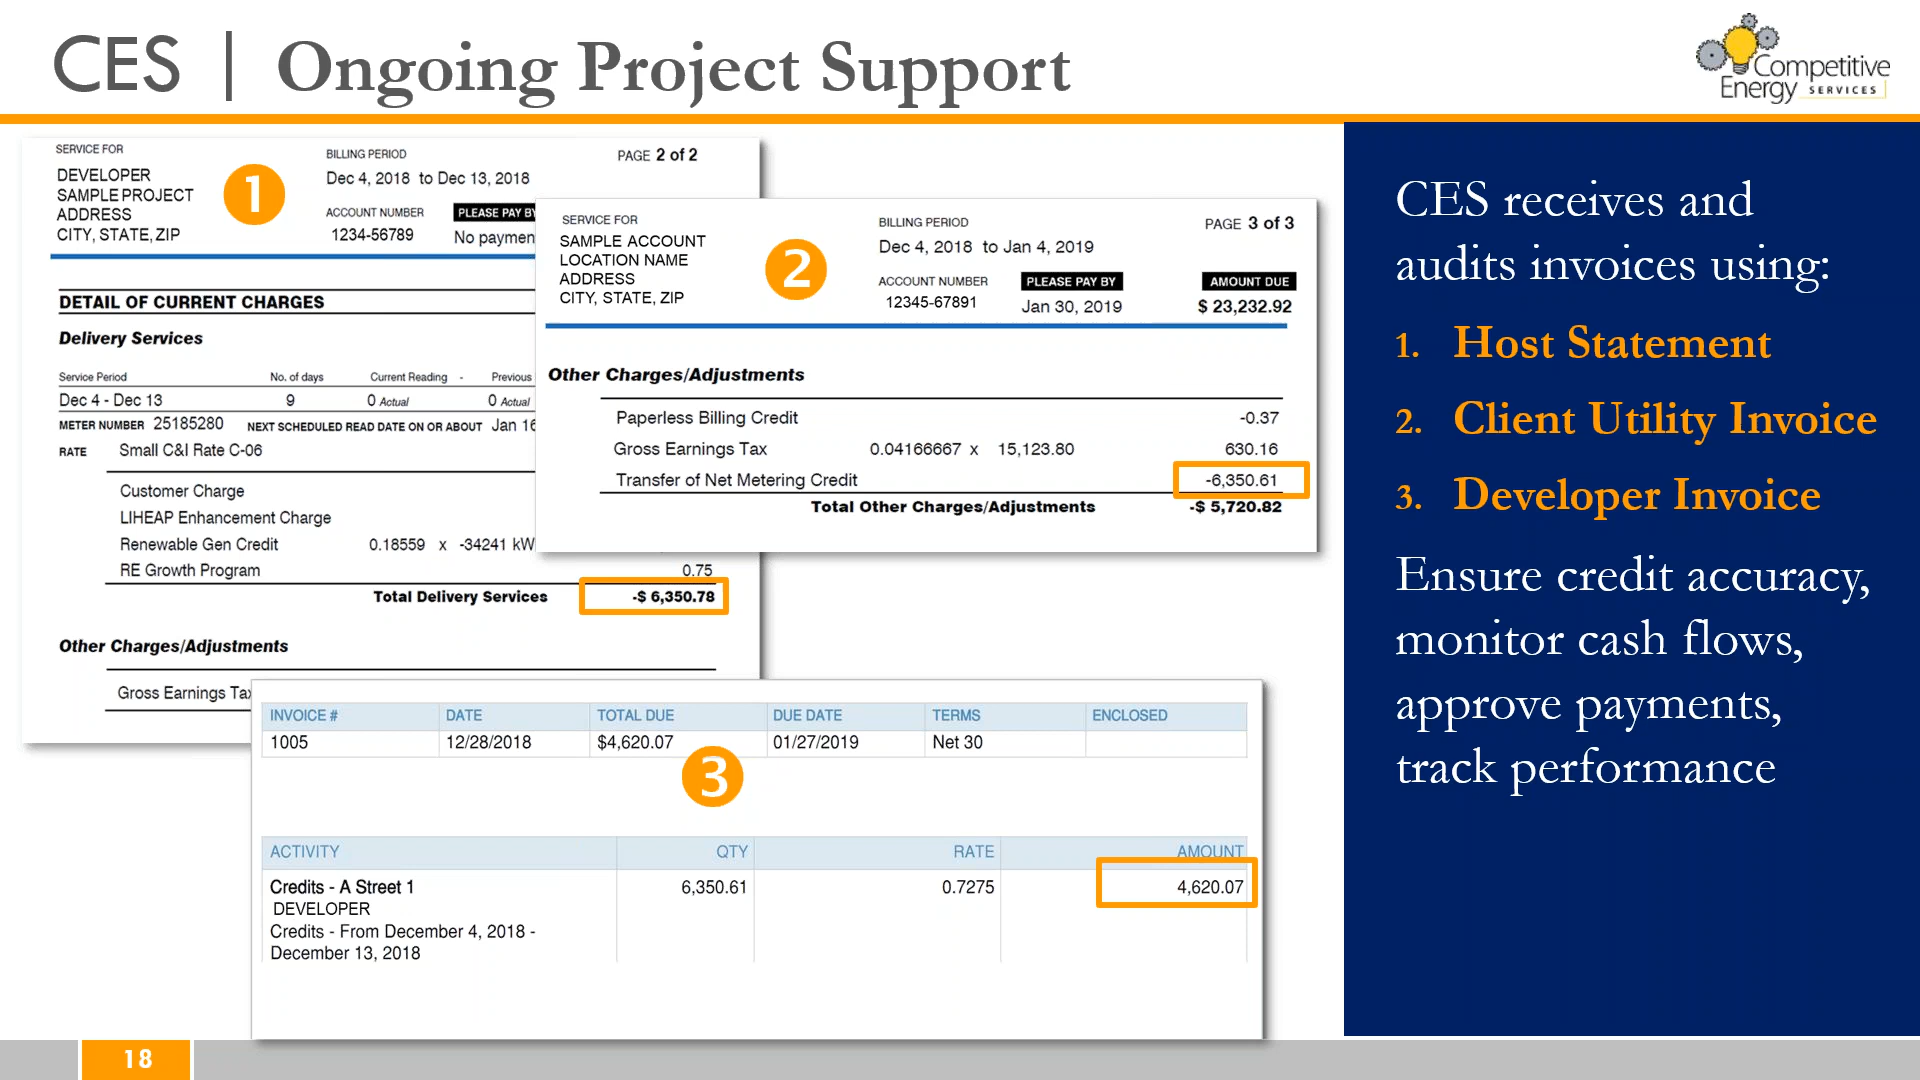 CES | Ongoing Project Support
Competitive
Energy SERVICES
SERVICE FOR
DEVELOPER
SAMPLE PROJECT
ADDRESS
CITY, STATE, ZIP
1
BILLING PERIOD
Dec 4, 2018 to Dec 13, 2018
PAGE 2 of 2
ACCOUNT NUMBER PLEASE PAY BY
1234-56789 No paymen
DETAIL OF CURRENT CHARGES
Delivery Services
Service Period No. of days Current Reading - Previous
Dec 4 - Dec 13 9 0 Actual 0 Actual
METER NUMBER 25185280 NEXT SCHEDULED READ DATE ON OR ABOUT Jan 16
RATE Small C&I Rate C-06
Customer Charge
LIHEAP Enhancement Charge
Renewable Gen Credit 0.18559 x -34241 kW
RE Growth Program 0.75
Total Delivery Services -$ 6,350.78
Other Charges/Adjustments
Gross Earnings Tax
SERVICE FOR
SAMPLE ACCOUNT
LOCATION NAME
ADDRESS
CITY, STATE, ZIP
2
BILLING PERIOD
Dec 4, 2018 to Jan 4, 2019
PAGE 3 of 3
ACCOUNT NUMBER PLEASE PAY BY AMOUNT DUE
12345-67891 Jan 30, 2019 $ 23,232.92
Other Charges/Adjustments
Paperless Billing Credit -0.37
Gross Earnings Tax 0.04166667 x 15,123.80 630.16
Transfer of Net Metering Credit -6,350.61
Total Other Charges/Adjustments -$ 5,720.82
INVOICE # DATE TOTAL DUE DUE DATE TERMS ENCLOSED
1005 12/28/2018 $4,620.07 01/27/2019 Net 30
3
ACTIVITY QTY RATE AMOUNT
Credits - A Street 1 6,350.61 0.7275 4,620.07
DEVELOPER
Credits - From December 4, 2018 -
December 13, 2018
CES receives and
audits invoices using:
1. Host Statement
2. Client Utility Invoice
3. Developer Invoice
Ensure credit accuracy,
monitor cash flows,
approve payments,
track performance
18